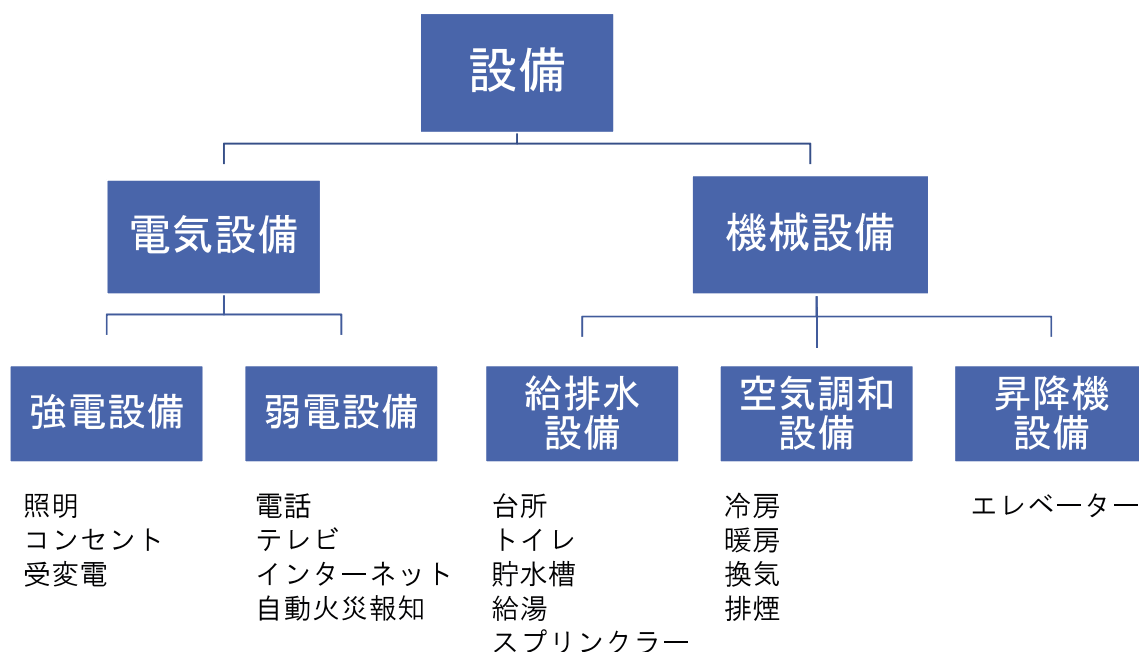 設備
電気設備
機械設備
強電設備
弱電設備
給排水
設備
空気調和
設備
昇降機
設備
照明
コンセント
受変電
電話
テレビ
インターネット
自動火災報知
台所
トイレ
貯水槽
給湯
スプリンクラー
冷房
暖房
換気
排煙
エレベーター